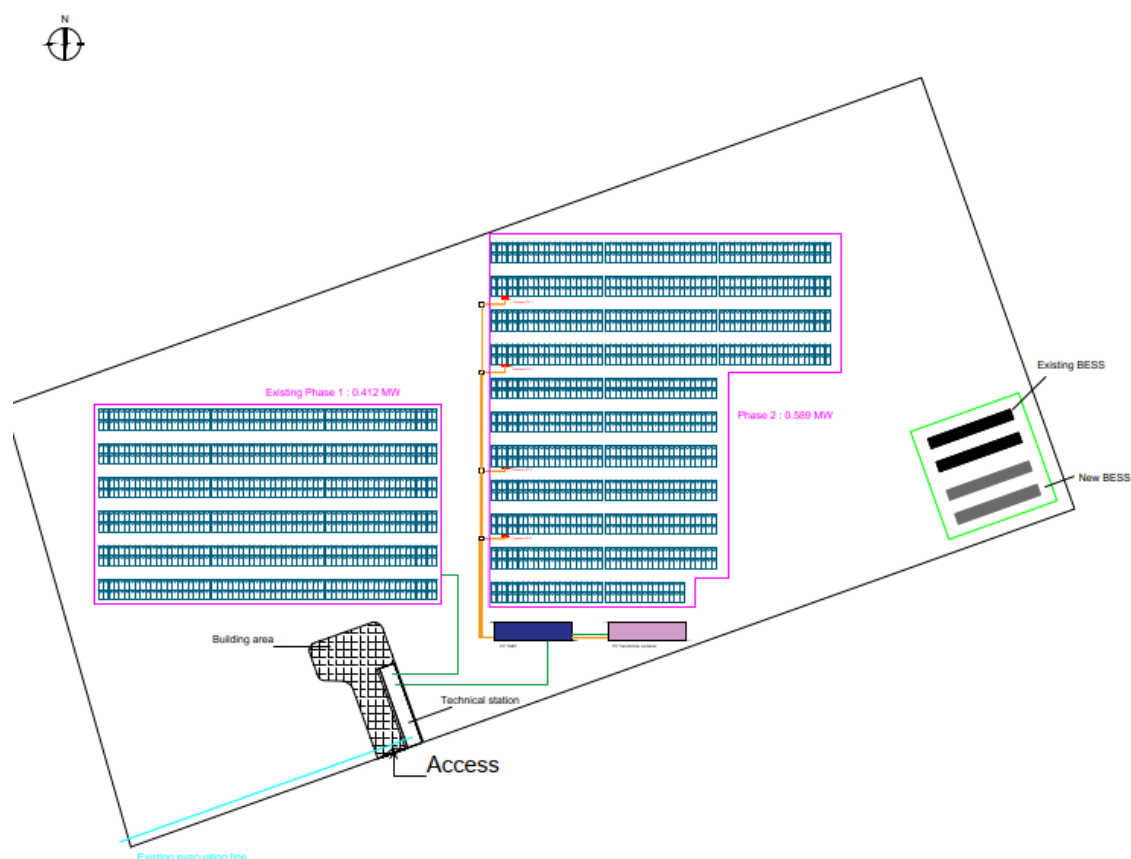 N
Existing BESS
Existing Phase 1 : 0.412 MW
Phase 2 : 0.589 MW
New BESS
Building area
Technical station
Access
Existing evacuation line